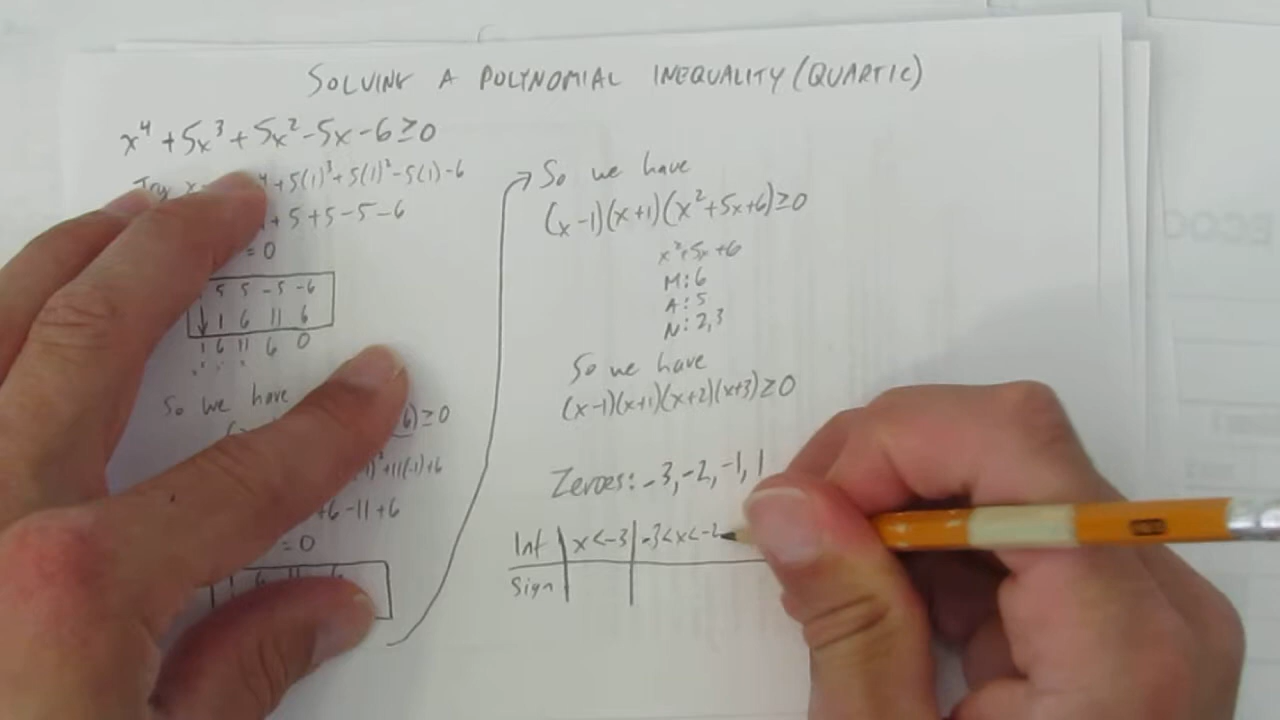 SOLVING A POLYNOMIAL INEQUALITY (QUARTIC)
x⁴ + 5x³ + 5x² - 5x - 6 ≥ 0
Try x 4 + 5(1)³ + 5(1)² - 5(1) - 6
+ 5 + 5 - 5 - 6
= 0
5 5 -5 -6
↓ 1 6 11 6
1 6 11 6 0
So we have
6) ≥ 0
)² + 11(-1) + 6
+6 - 11 + 6
= 0
So we have
(x-1)(x+1)(x²+5x+6) ≥ 0
x²+5x+6
M: 6
A: 5
N: 2,3
So we have
(x-1)(x+1)(x+2)(x+3) ≥ 0
Zeroes: -3, -2, -1, 1
Int | x<-3 | -3<x<-2
Sign